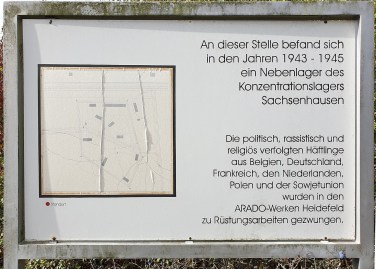 An dieser Stelle befand sich
in den Jahren 1943 - 1945
ein Nebenlager des
Konzentrationslagers
Sachsenhausen
Die politisch, rassistisch und
religiös verfolgten Häftlinge
aus Belgien, Deutschland,
Frankreich, den Niederlanden,
Polen und der Sowjetunion
wurden in den
ARADO-Werken Heidefeld
zu Rüstungsarbeiten gezwungen.